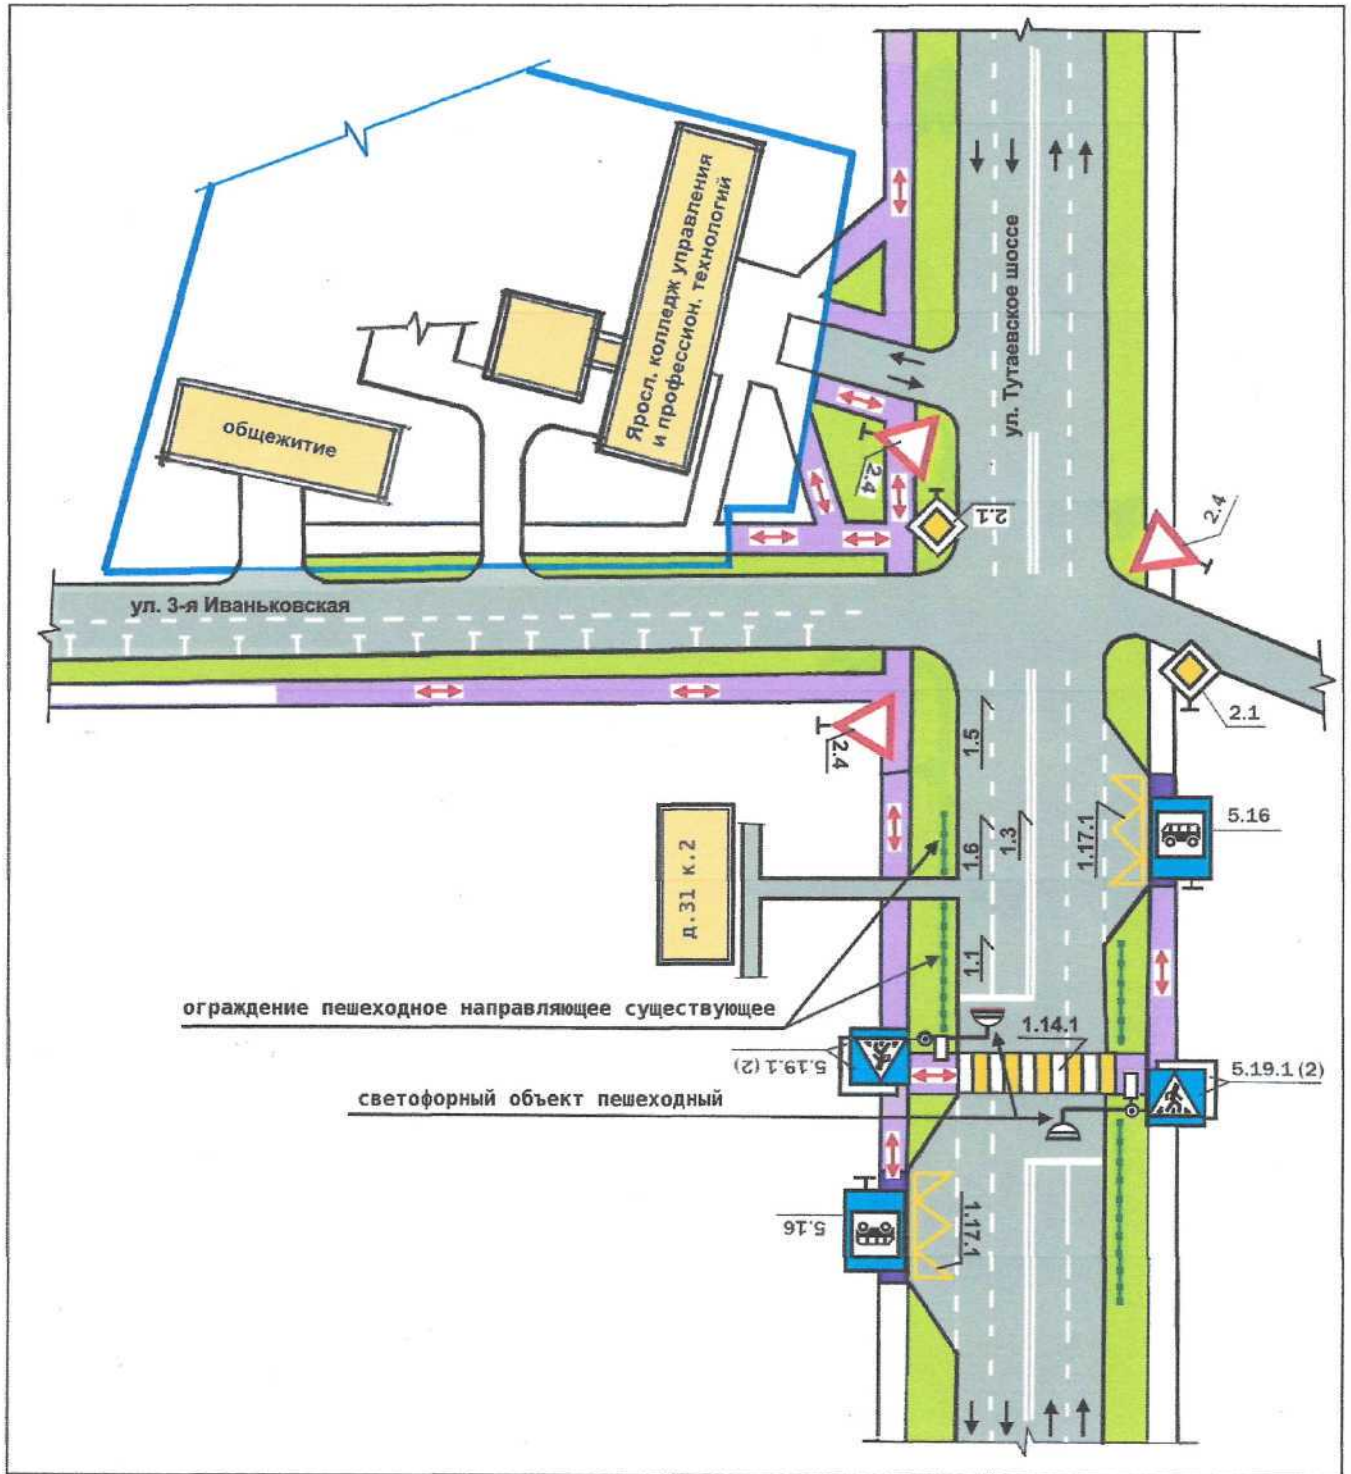 Яросл. колледж управления
и профессион. технологий
общежитие
ул. Тутаевское шоссе
2.4
2.1
2.4
ул. 3-я Иваньковская
2.1
2.4
1.5
1.6
1.3
1.17.1
5.16
д.31 к.2
1.1
ограждение пешеходное направляющее существующее
1.14.1
5.19.1 (2)
5.19.1 (2)
светофорный объект пешеходный
5.16
1.17.1